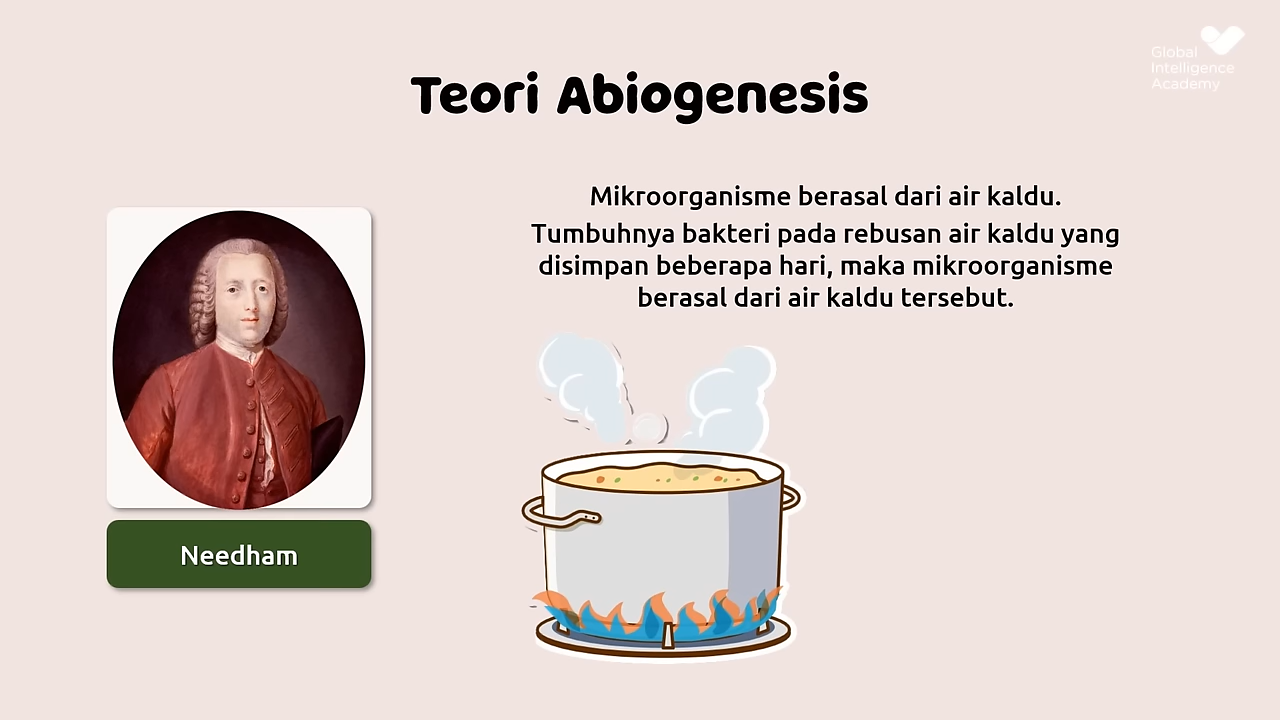 Global
Intelligence
Academy
Teori Abiogenesis
Mikroorganisme berasal dari air kaldu.
Tumbuhnya bakteri pada rebusan air kaldu yang
disimpan beberapa hari, maka mikroorganisme
berasal dari air kaldu tersebut.
Needham